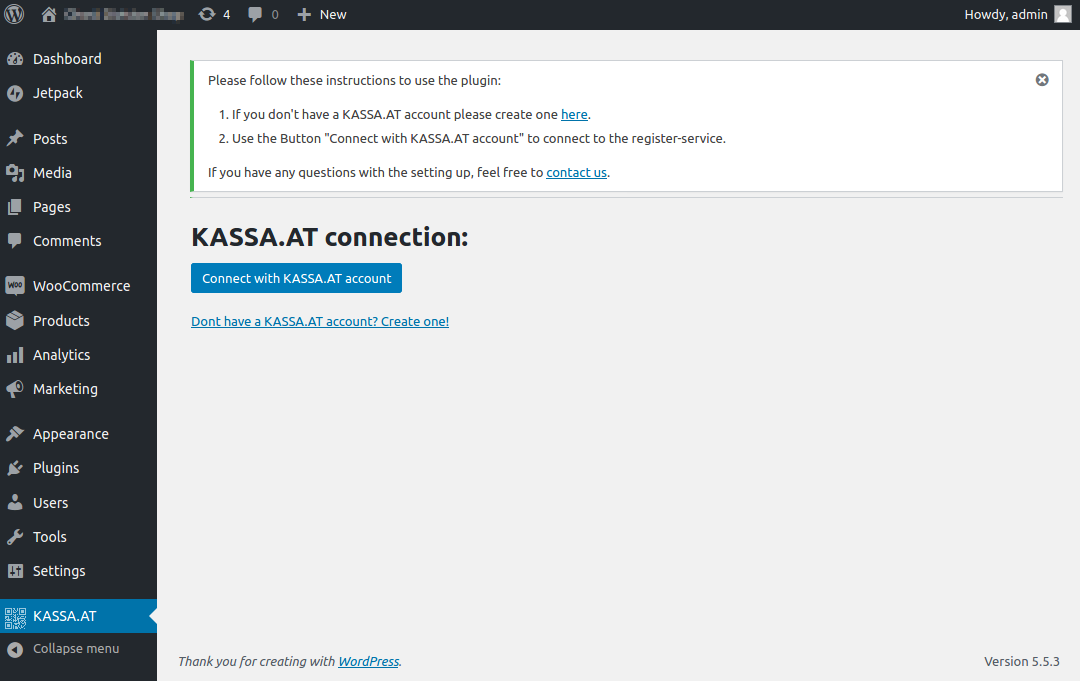 4 0 New Howdy, admin
Dashboard
Jetpack
Posts
Media
Pages
Comments
WOO WooCommerce
Products
Analytics
Marketing
Appearance
Plugins
Users
Tools
Settings
KASSA.AT
Collapse menu
Please follow these instructions to use the plugin:
1. If you don't have a KASSA.AT account please create one here.
2. Use the Button "Connect with KASSA.AT account" to connect to the register-service.
If you have any questions with the setting up, feel free to contact us.
KASSA.AT connection:
Connect with KASSA.AT account
Dont have a KASSA.AT account? Create one!
Thank you for creating with WordPress. Version 5.5.3